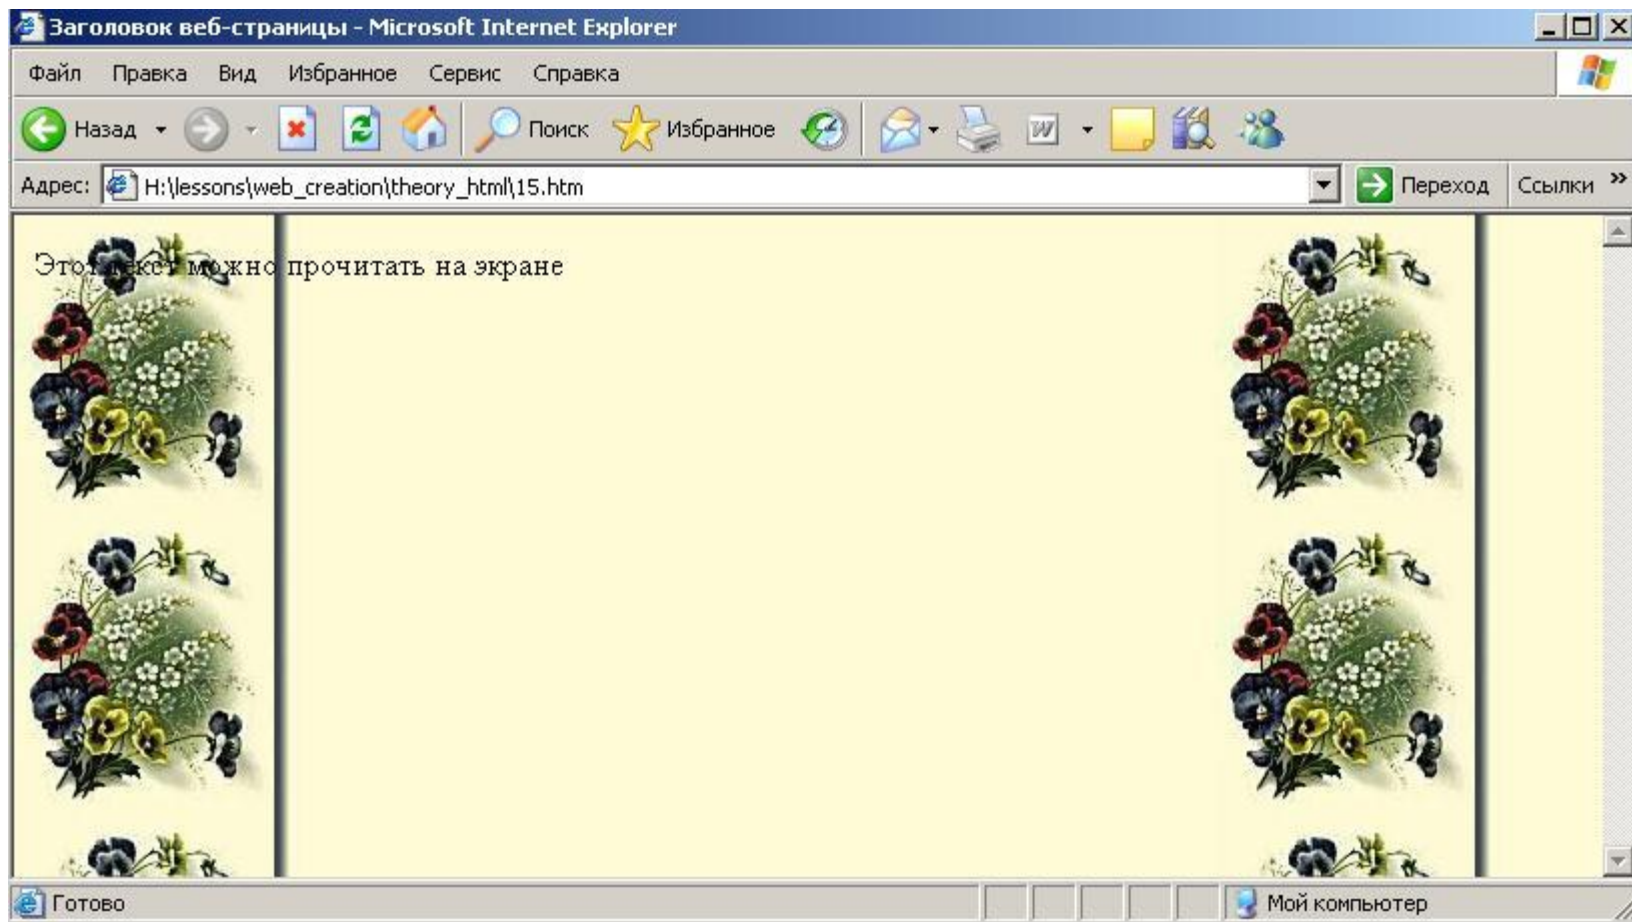 Заголовок веб-страницы - Microsoft Internet Explorer
Файл Правка Вид Избранное Сервис Справка
Назад Поиск Избранное W
Адрес: H:\lessons\web_creation\theory_html\15.htm Переход Ссылки »
Этот текст можно прочитать на экране
Готово Мой компьютер